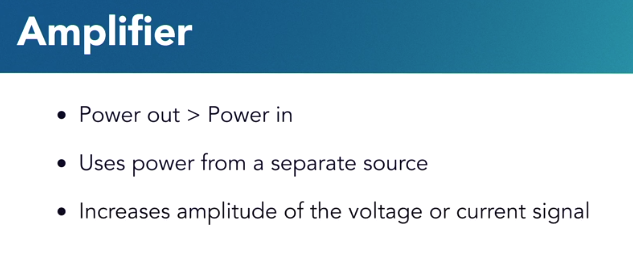 Amplifier
• Power out > Power in
• Uses power from a separate source
• Increases amplitude of the voltage or current signal